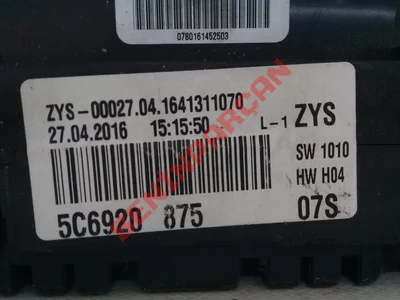 0780161452503
ZYS-00027.04.1641311070
27.04.2016 15:15:50 L-1 ZYS
SW 1010
HW H04
5C6920 875 07S
BENIMPARCAN